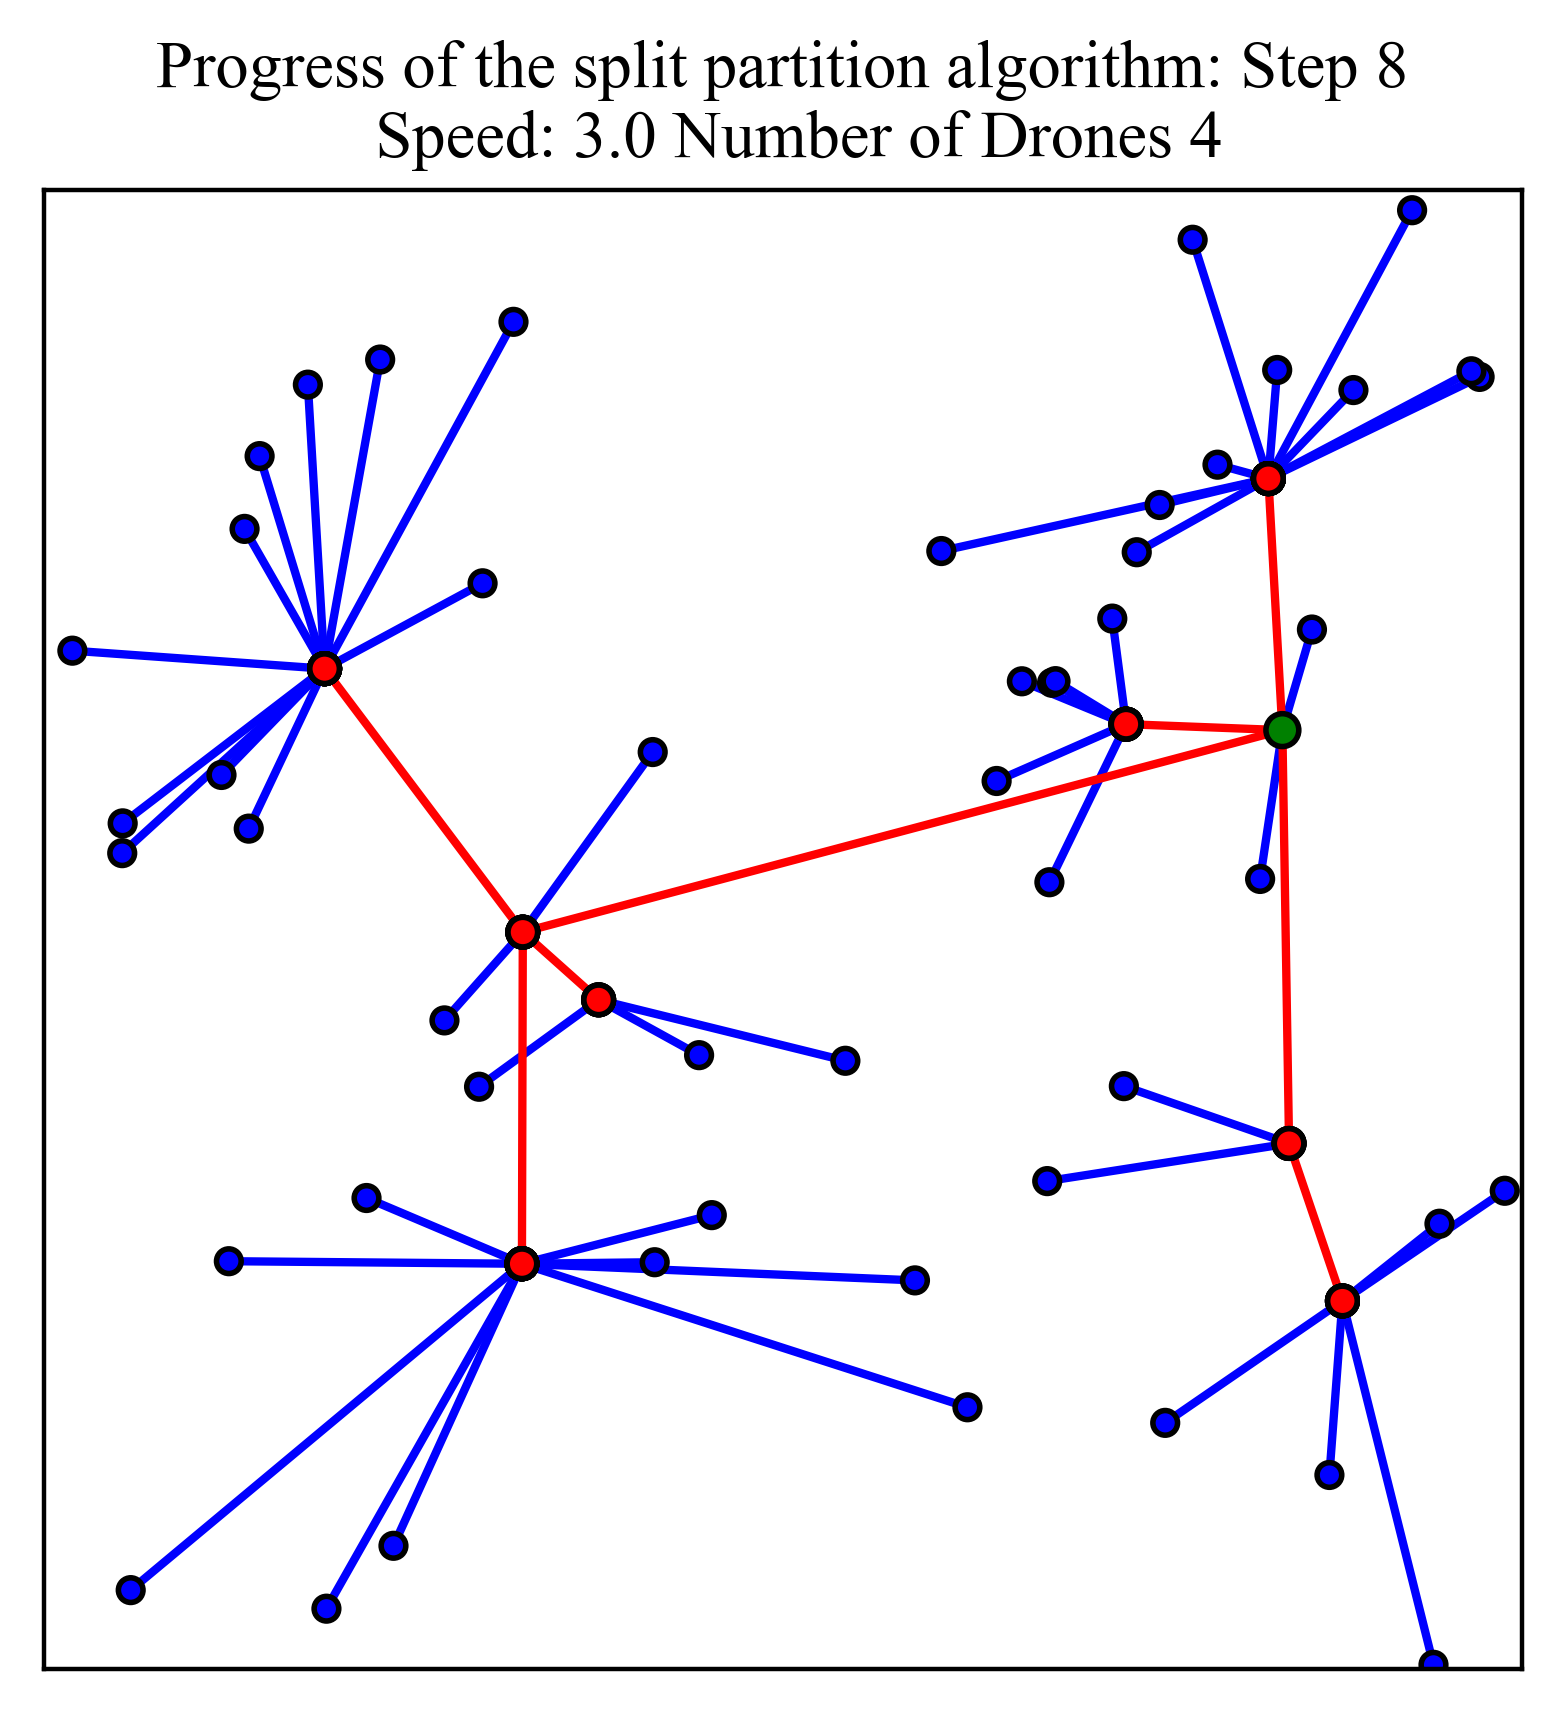 Progress of the split partition algorithm: Step 8
Speed: 3.0 Number of Drones 4